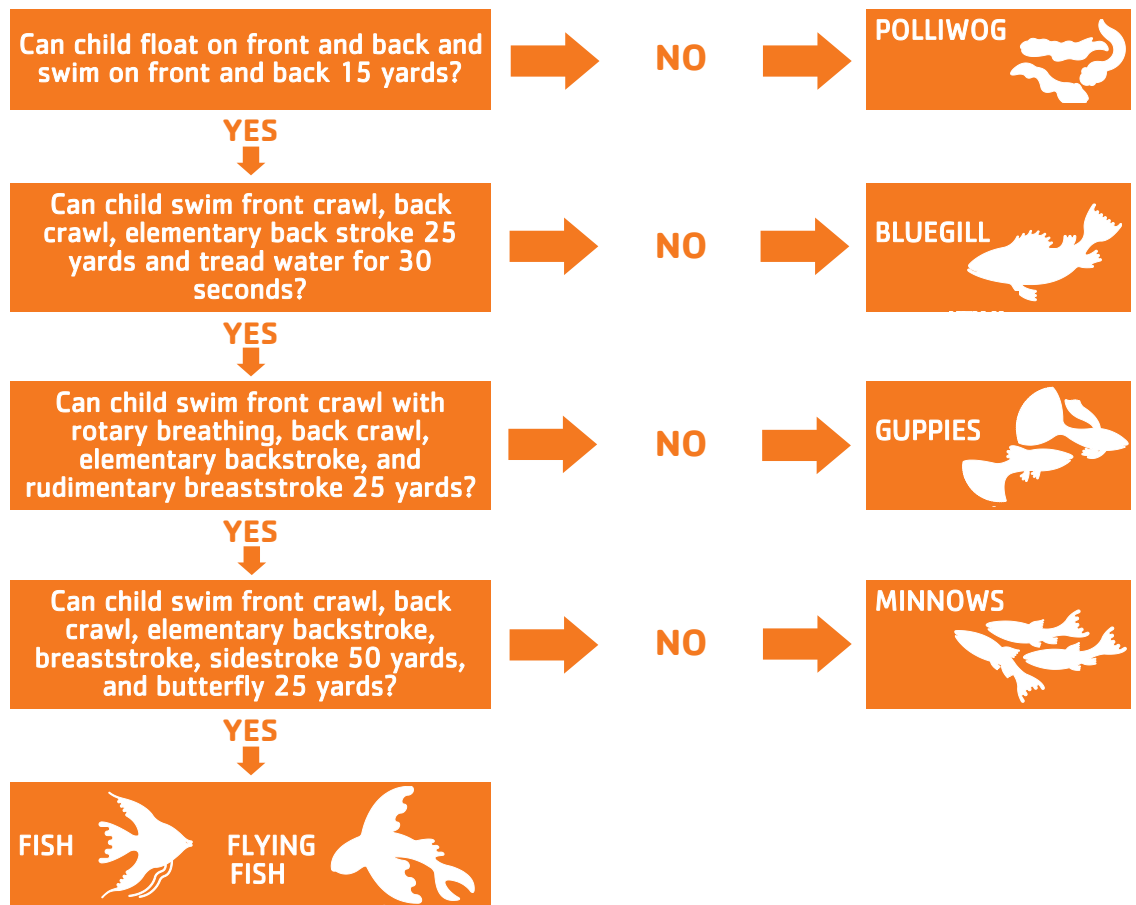 Can child float on front and back and
swim on front and back 15 yards?
NO
POLLIWOG
YES
Can child swim front crawl, back
crawl, elementary back stroke 25
yards and tread water for 30
seconds?
NO
BLUEGILL
YES
Can child swim front crawl with
rotary breathing, back crawl,
elementary backstroke, and
rudimentary breaststroke 25 yards?
NO
GUPPIES
YES
Can child swim front crawl, back
crawl, elementary backstroke,
breaststroke, sidestroke 50 yards,
and butterfly 25 yards?
NO
MINNOWS
YES
FISH
FLYING
FISH